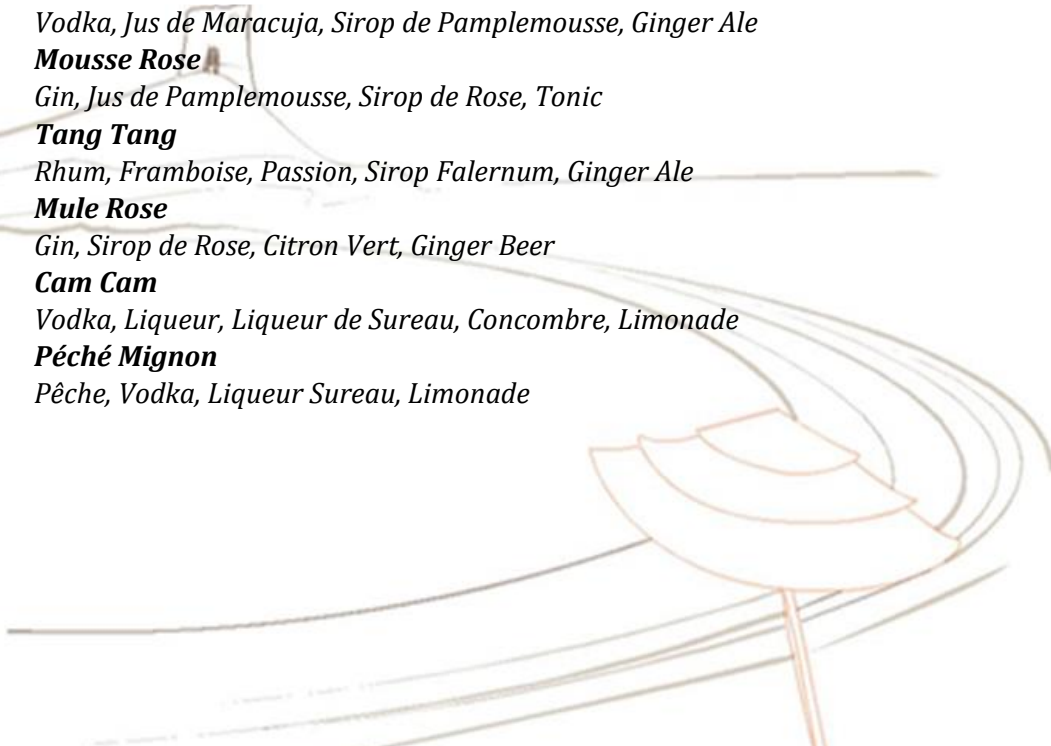 Vodka, Jus de Maracuja, Sirop de Pamplemousse, Ginger Ale
Mousse Rose
Gin, Jus de Pamplemousse, Sirop de Rose, Tonic
Tang Tang
Rhum, Framboise, Passion, Sirop Falernum, Ginger Ale
Mule Rose
Gin, Sirop de Rose, Citron Vert, Ginger Beer
Cam Cam
Vodka, Liqueur, Liqueur de Sureau, Concombre, Limonade
Péché Mignon
Pêche, Vodka, Liqueur Sureau, Limonade